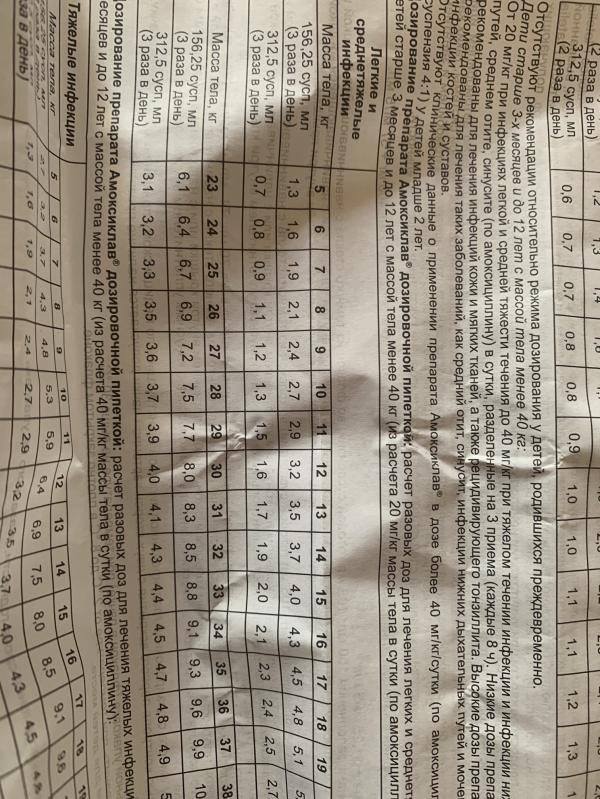 (2 раза в день) 1,2 1,3 1,4
312,5 сусп, мл 0,6 0,7 0,7 0,8 0,8 0,9 1,0 1,0 1,1 1,1 1,2 1,3
(2 раза в день)
Отсутствуют рекомендации относительно режима дозирования у детей, родившихся преждевременно.
Дети старше 3-х месяцев и до 12 лет с массой тела менее 40 кг:
От 20 мг/кг при инфекциях легкой и средней тяжести течения до 40 мг/кг при тяжелом течении инфекции и инфекции
путей, среднем отите, синусите (по амоксициллину) в сутки, разделенные на 3 приема (каждые 8 ч). Низкие дозы
рекомендованы для лечения инфекций кожи и мягких тканей, а также рецидивирующего тонзиллита. Высокие дозы
рекомендованы для лечения таких заболеваний, как средний отит, синусит, инфекции нижних дыхательных путей и
инфекции костей и суставов.
Отсутствуют клинические данные о применении препарата Амоксиклав® в дозе более 40 мг/кг/сутки (по
суспензия 4:1) у детей младше 2 лет.
дозирование препарата Амоксиклав® дозировочной пипеткой: расчет разовых доз для лечения легких и
детей старше 3 месяцев и до 12 лет с массой тела менее 40 кг (из расчета 20 мг/кг массы тела в сутки (по
Легкие и
среднетяжелые
инфекции
Масса тела, кг 5 6 7 8 9 10 11 12 13 14 15 16 17 18 19
156,25 сусп, мл 1,3 1,6 1,9 2,1 2,4 2,7 2,9 3,2 3,5 3,7 4,0 4,3 4,5 4,8 5,1
(3 раза в день)
312,5 сусп, мл 0,7 0,8 0,9 1,1 1,2 1,3 1,5 1,6 1,7 1,9 2,0 2,1 2,3 2,4 2,5 2,7
(3 раза в день)
Масса тела, кг 23 24 25 26 27 28 29 30 31 32 33 34 35 36 37 38
156,25 сусп, мл 6,1 6,4 6,7 6,9 7,2 7,5 7,7 8,0 8,3 8,5 8,8 9,1 9,3 9,6 9,9 10
(3 раза в день)
312,5 сусп, мл 3,1 3,2 3,3 3,5 3,6 3,7 3,9 4,0 4,1 4,3 4,4 4,5 4,7 4,8 4,9
(3 раза в день)
дозирование препарата Амоксиклав® дозировочной пипеткой: расчет разовых доз для лечения тяжелых
месяцев и до 12 лет с массой тела менее 40 кг (из расчета 40 мг/кг массы тела в сутки (по амоксициллину):
Тяжелые инфекции
Масса тела, кг 5 6 7 8 9 10 11 12 13 14 15 16 17 18
2,7 3,2 3,7 4,3 4,8 5,3 5,9 6,4 6,9 7,5 8,0 8,5 9,1 9,6
1,3 1,6 1,9 2,1 2,4 2,7 2,9 3,2 3,5 3,7 4,0 4,3 4,5 4,8
раза в день)